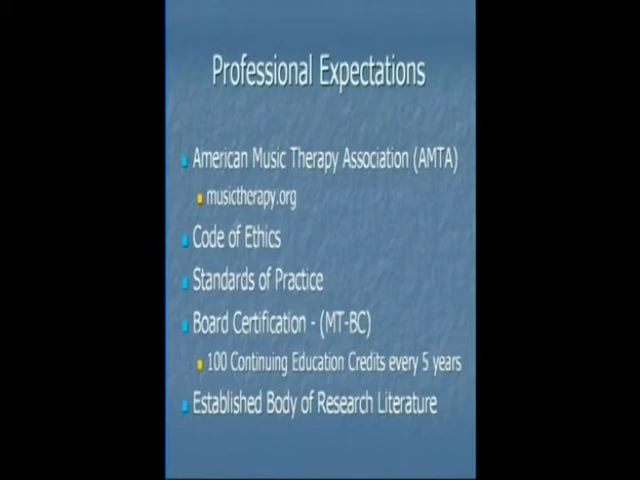 Professional Expectations
American Music Therapy Association (AMTA)
musictherapy.org
Code of Ethics
Standards of Practice
Board Certification - (MT-BC)
100 Continuing Education Credits every 5 years
Established Body of Research Literature